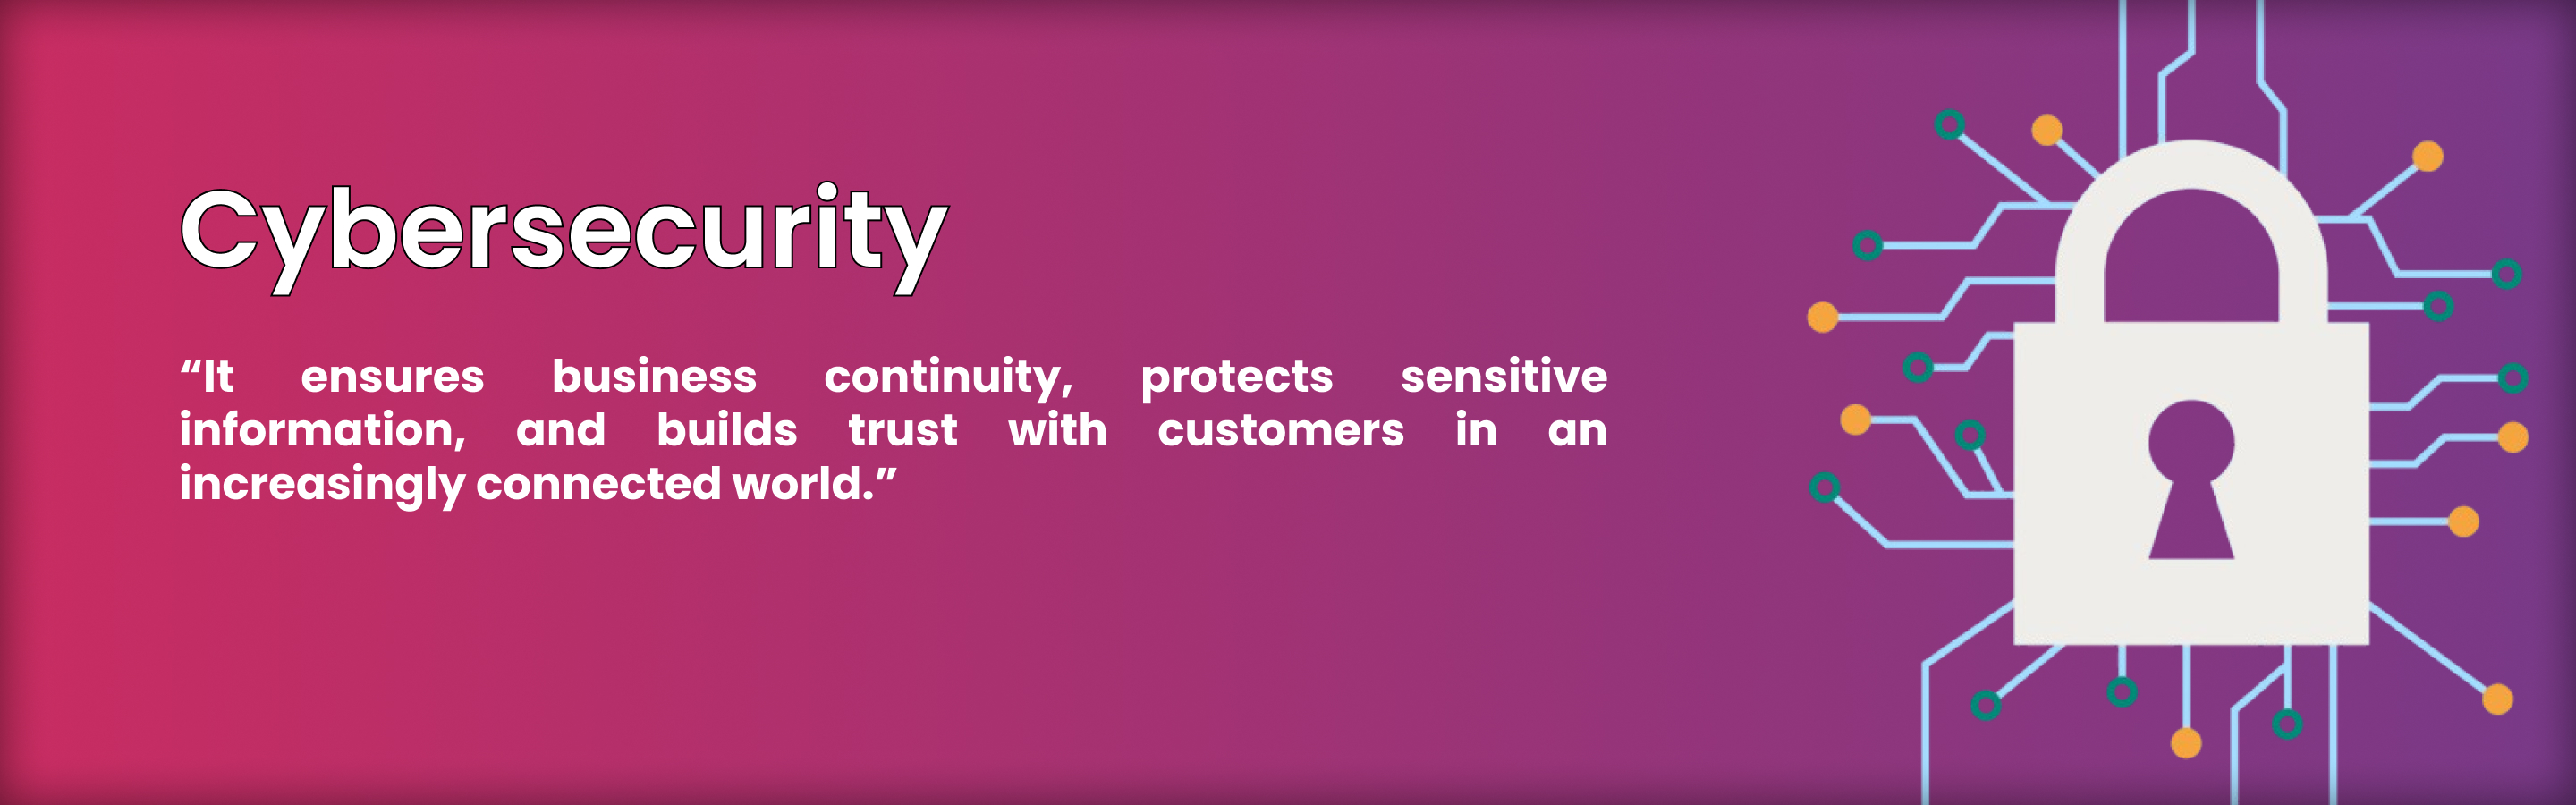 Cybersecurity
“It ensures business continuity, protects sensitive
information, and builds trust with customers in an
increasingly connected world.”